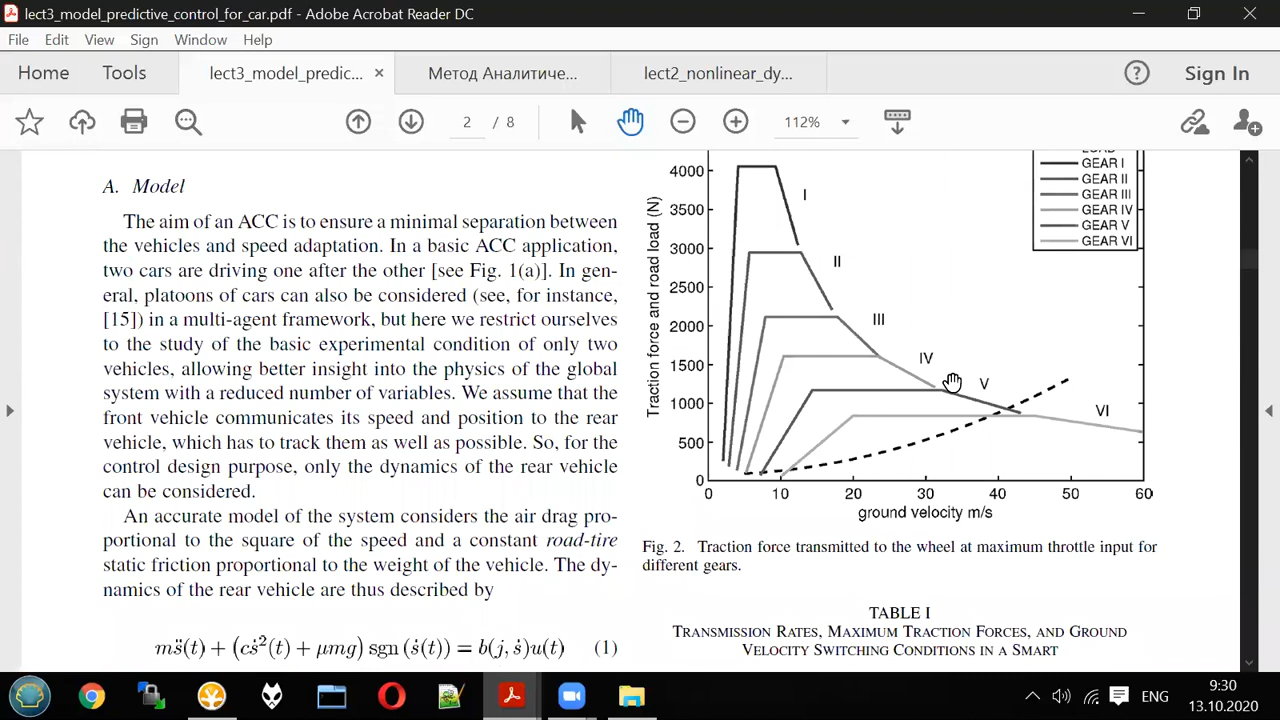 lect3_model_predictive_control_for_car.pdf - Adobe Acrobat Reader DC
File Edit View Sign Window Help
Home Tools lect3_model_predic... × Метод Аналитиче... lect2_nonlinear_dy... Sign In
2 / 8 112%
A. Model
The aim of an ACC is to ensure a minimal separation between
the vehicles and speed adaptation. In a basic ACC application,
two cars are driving one after the other [see Fig. 1(a)]. In gen-
eral, platoons of cars can also be considered (see, for instance,
[15]) in a multi-agent framework, but here we restrict ourselves
to the study of the basic experimental condition of only two
vehicles, allowing better insight into the physics of the global
system with a reduced number of variables. We assume that the
front vehicle communicates its speed and position to the rear
vehicle, which has to track them as well as possible. So, for the
control design purpose, only the dynamics of the rear vehicle
can be considered.
An accurate model of the system considers the air drag pro-
portional to the square of the speed and a constant road-tire
static friction proportional to the weight of the vehicle. The dy-
namics of the rear vehicle are thus described by
ms̈(t) + (cṡ²(t) + μmg) sgn (ṡ(t)) = b(j, ṡ)u(t) (1)
Traction force and road load (N)
4000
3500
3000
2500
2000
1500
1000
500
0
I
II
III
IV
V
VI
LOAD
GEAR I
GEAR II
GEAR III
GEAR IV
GEAR V
GEAR VI
0 10 20 30 40 50 60
ground velocity m/s
Fig. 2. Traction force transmitted to the wheel at maximum throttle input for
different gears.
TABLE I
TRANSMISSION RATES, MAXIMUM TRACTION FORCES, AND GROUND
VELOCITY SWITCHING CONDITIONS IN A SMART
ENG
9:30
13.10.2020